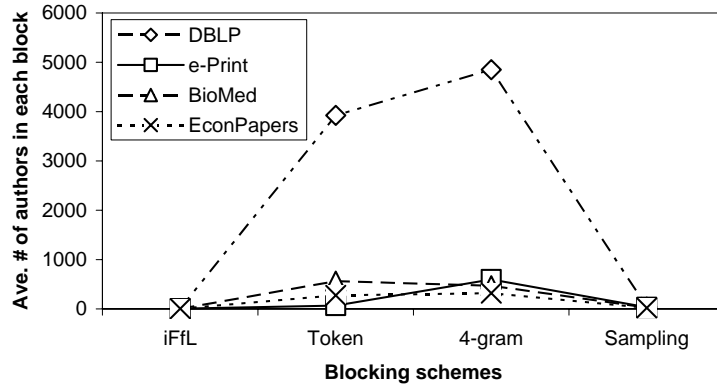 6000
5000
4000
3000
2000
1000
0
Ave. # of authors in each block
DBLP
e-Print
BioMed
EconPapers
iFfL
Token
4-gram
Sampling
Blocking schemes